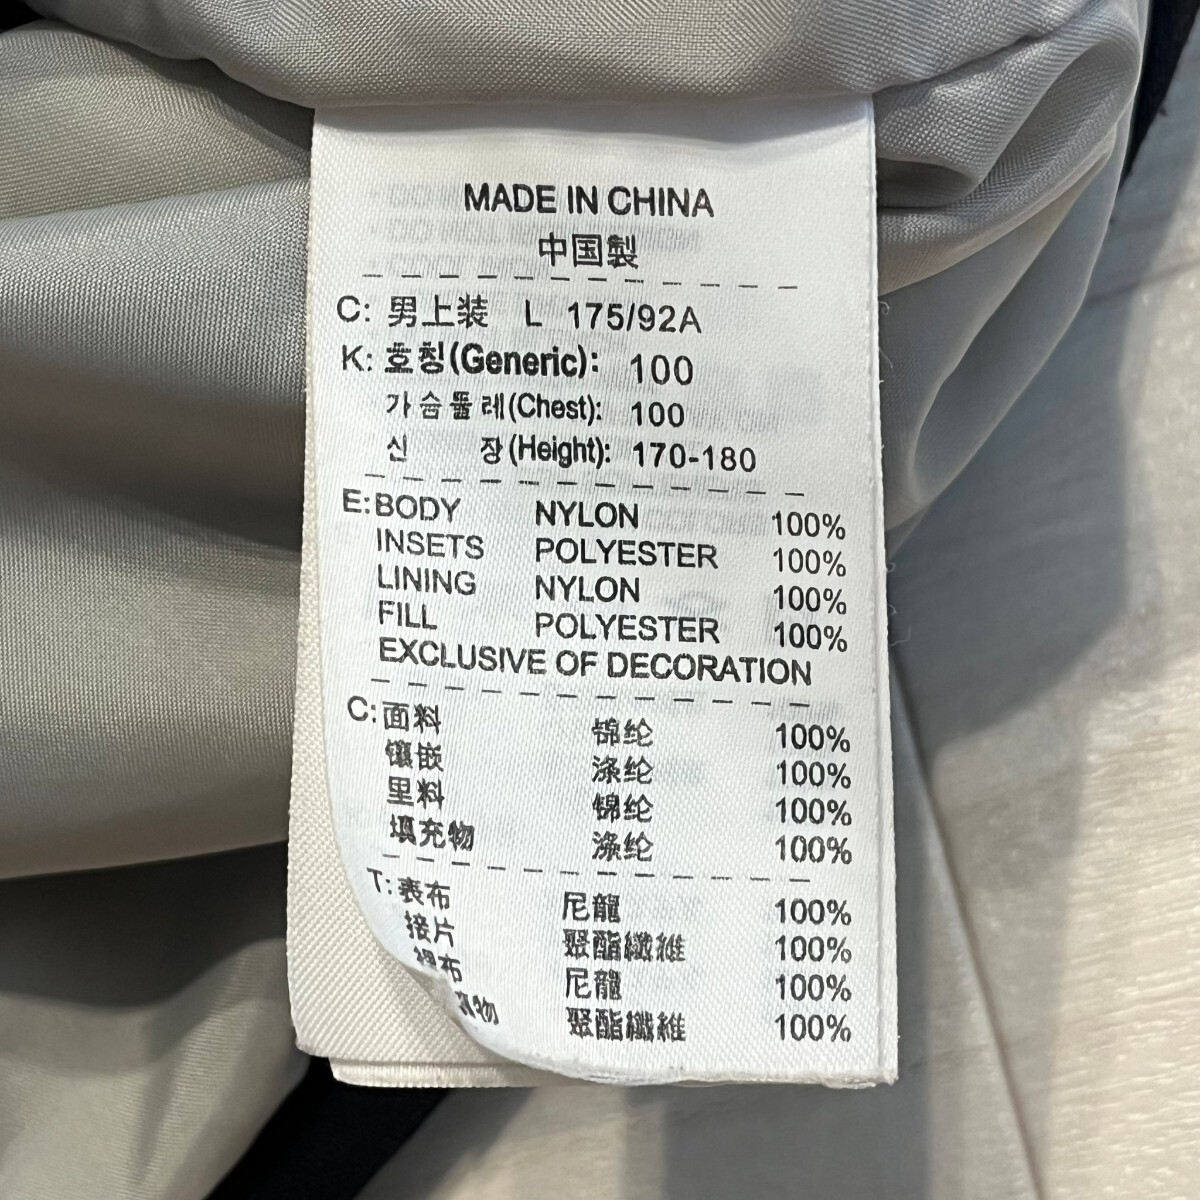 MADE IN CHINA
中国製
C: 男上装 L 175/92A
K: 호칭(Generic): 100
가슴둘레(Chest): 100
신 장(Height): 170-180
E: BODY NYLON 100%
INSETS POLYESTER 100%
LINING NYLON 100%
FILL POLYESTER 100%
EXCLUSIVE OF DECORATION
C: 面料 锦纶 100%
镶嵌 涤纶 100%
里料 锦纶 100%
填充物 涤纶 100%
T: 表布 尼龍 100%
接片 聚酯纖維 100%
裡布 尼龍 100%
物 聚酯纖維 100%